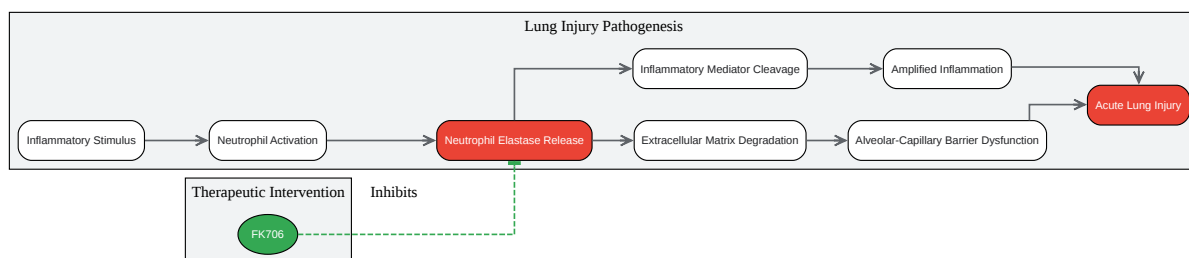 Lung Injury Pathogenesis
Inflammatory Mediator Cleavage
Amplified Inflammation
Acute Lung Injury
Inflammatory Stimulus
Neutrophil Activation
Neutrophil Elastase Release
Extracellular Matrix Degradation
Alveolar-Capillary Barrier Dysfunction
Therapeutic Intervention
Inhibits
FK706